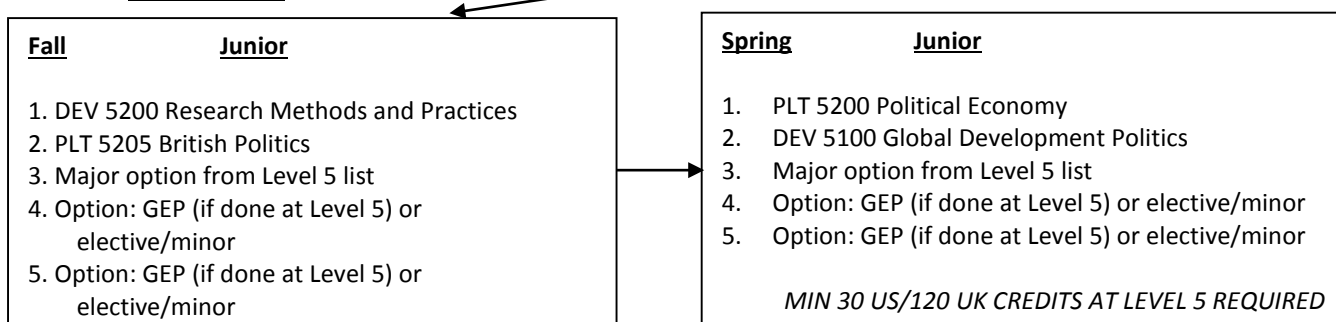 Fall Junior
1. DEV 5200 Research Methods and Practices
2. PLT 5205 British Politics
3. Major option from Level 5 list
4. Option: GEP (if done at Level 5) or
elective/minor
5. Option: GEP (if done at Level 5) or
elective/minor
Spring Junior
1. PLT 5200 Political Economy
2. DEV 5100 Global Development Politics
3. Major option from Level 5 list
4. Option: GEP (if done at Level 5) or elective/minor
5. Option: GEP (if done at Level 5) or elective/minor
MIN 30 US/120 UK CREDITS AT LEVEL 5 REQUIRED